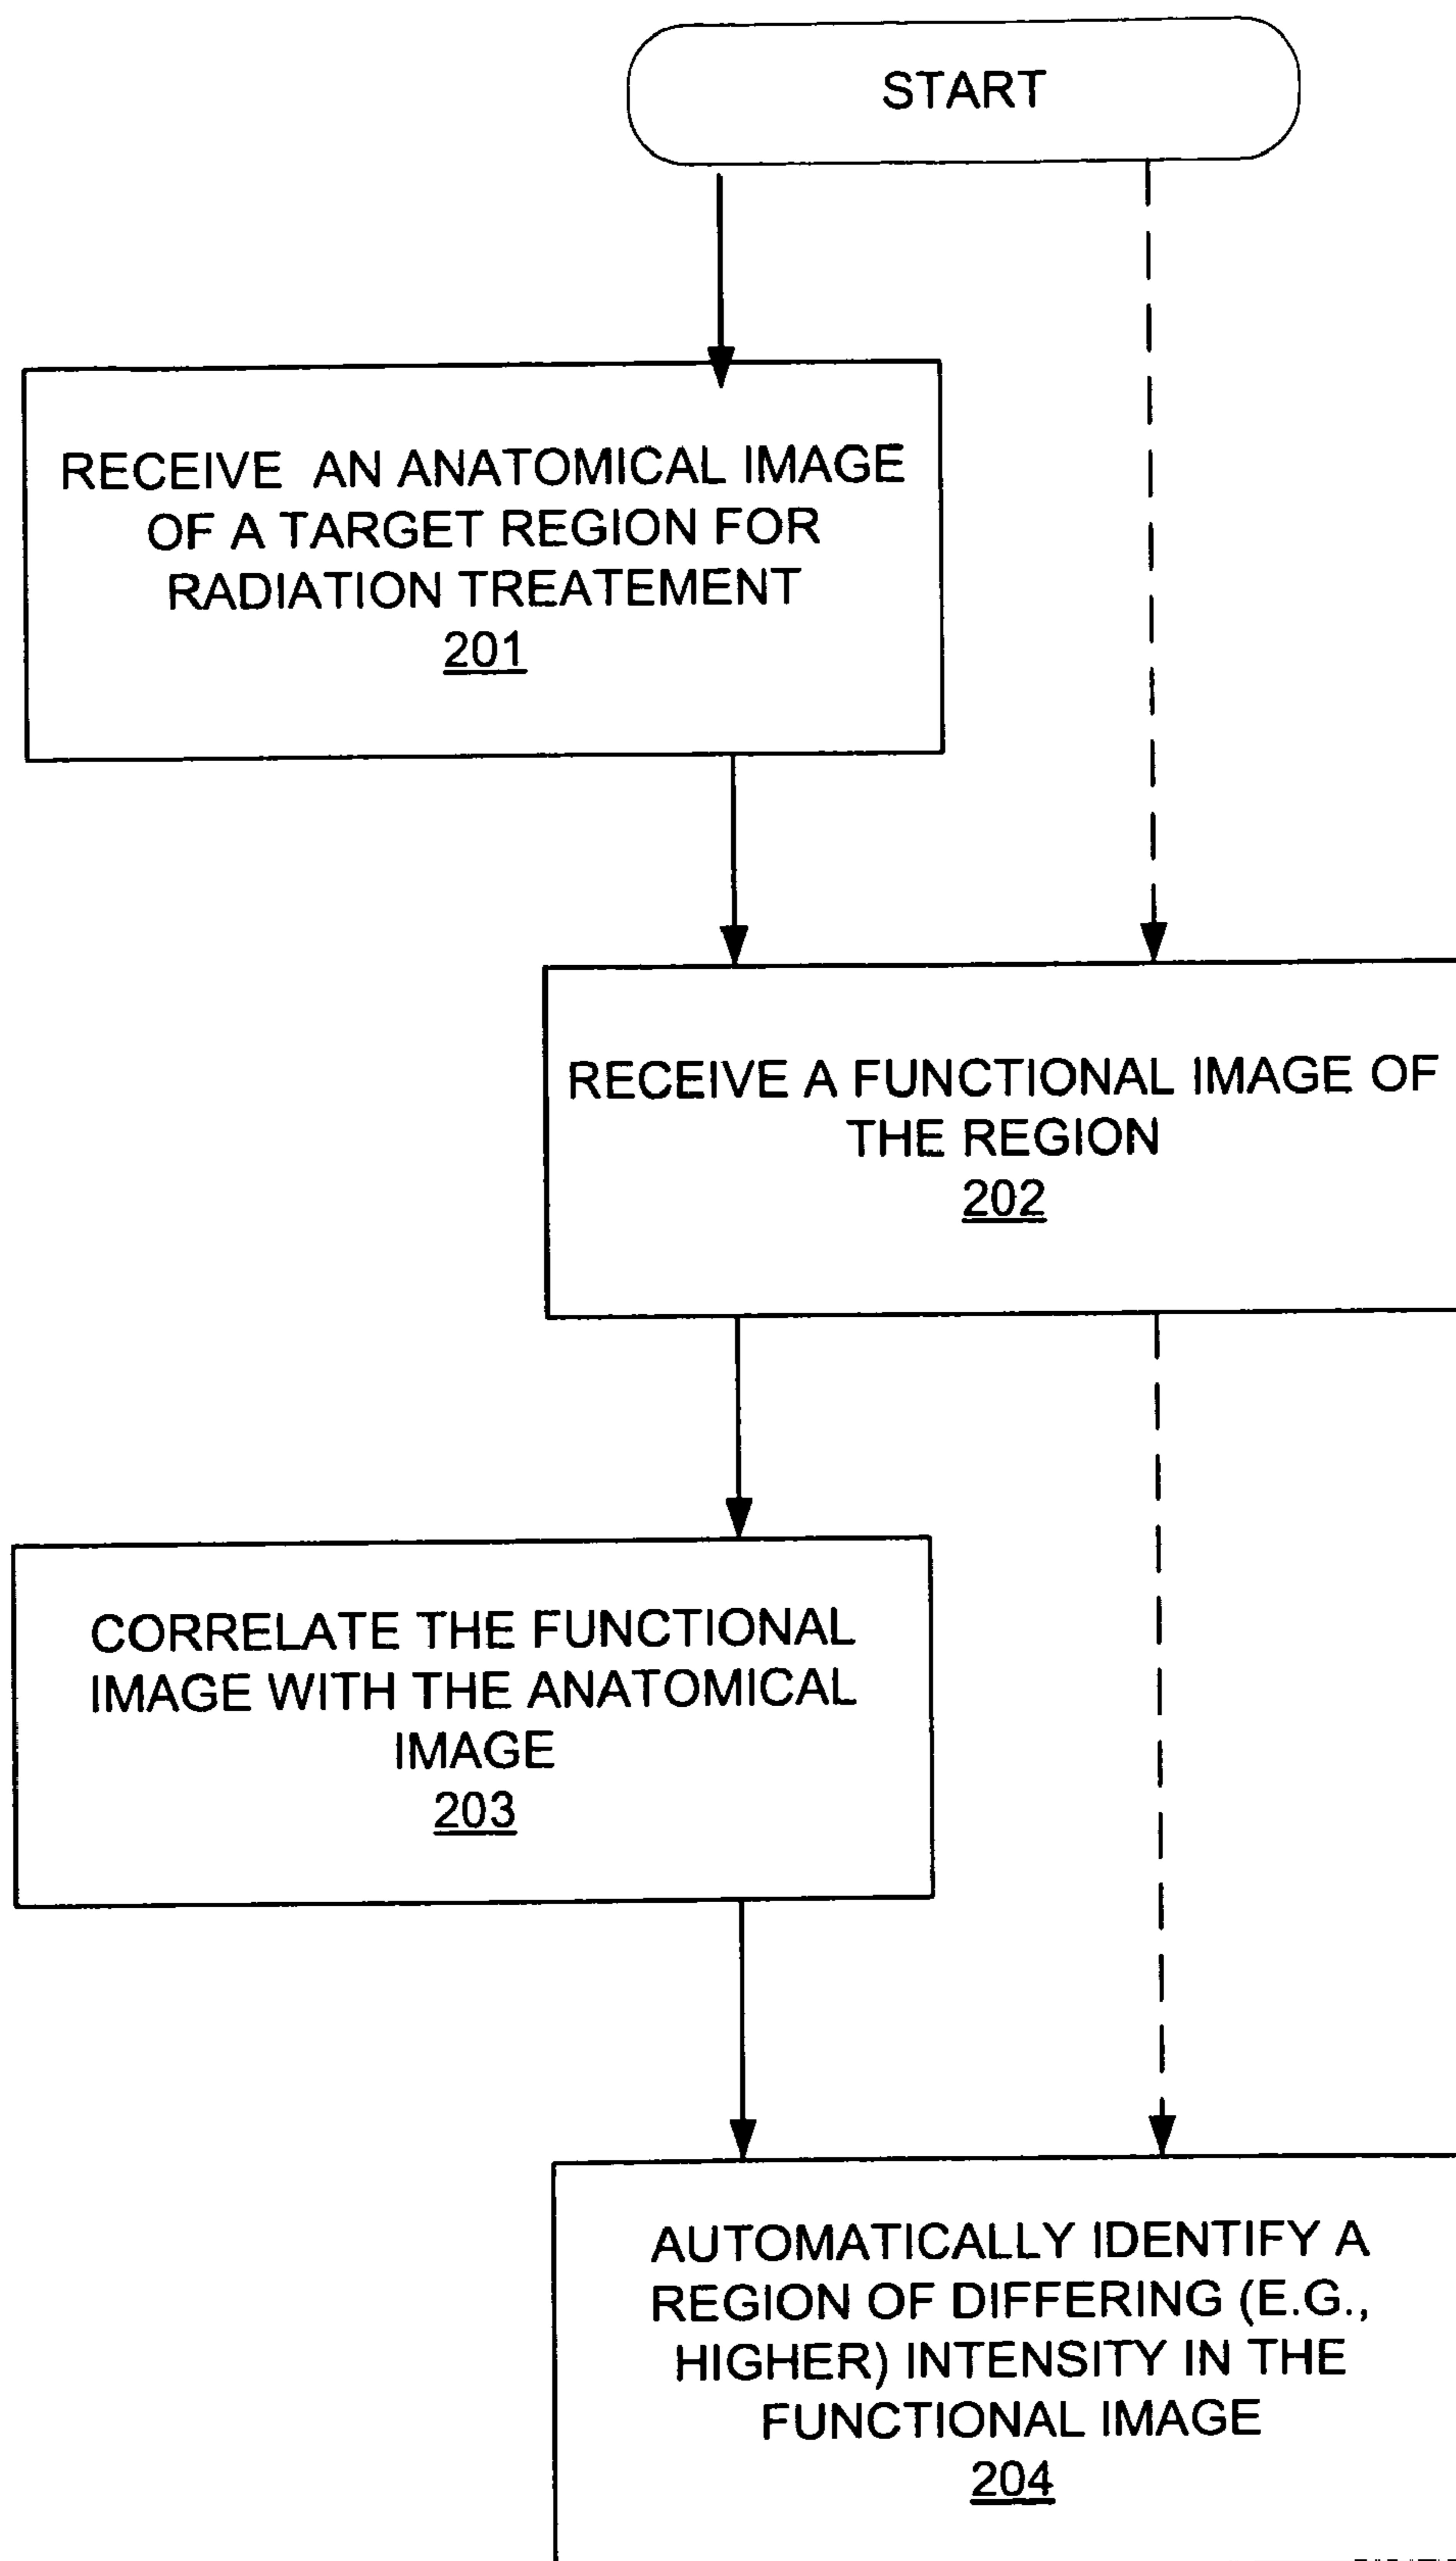 START
RECEIVE AN ANATOMICAL IMAGE
OF A TARGET REGION FOR
RADIATION TREATEMENT
201
RECEIVE A FUNCTIONAL IMAGE OF
THE REGION
202
CORRELATE THE FUNCTIONAL
IMAGE WITH THE ANATOMICAL
IMAGE
203
AUTOMATICALLY IDENTIFY A
REGION OF DIFFERING (E.G.,
HIGHER) INTENSITY IN THE
FUNCTIONAL IMAGE
204